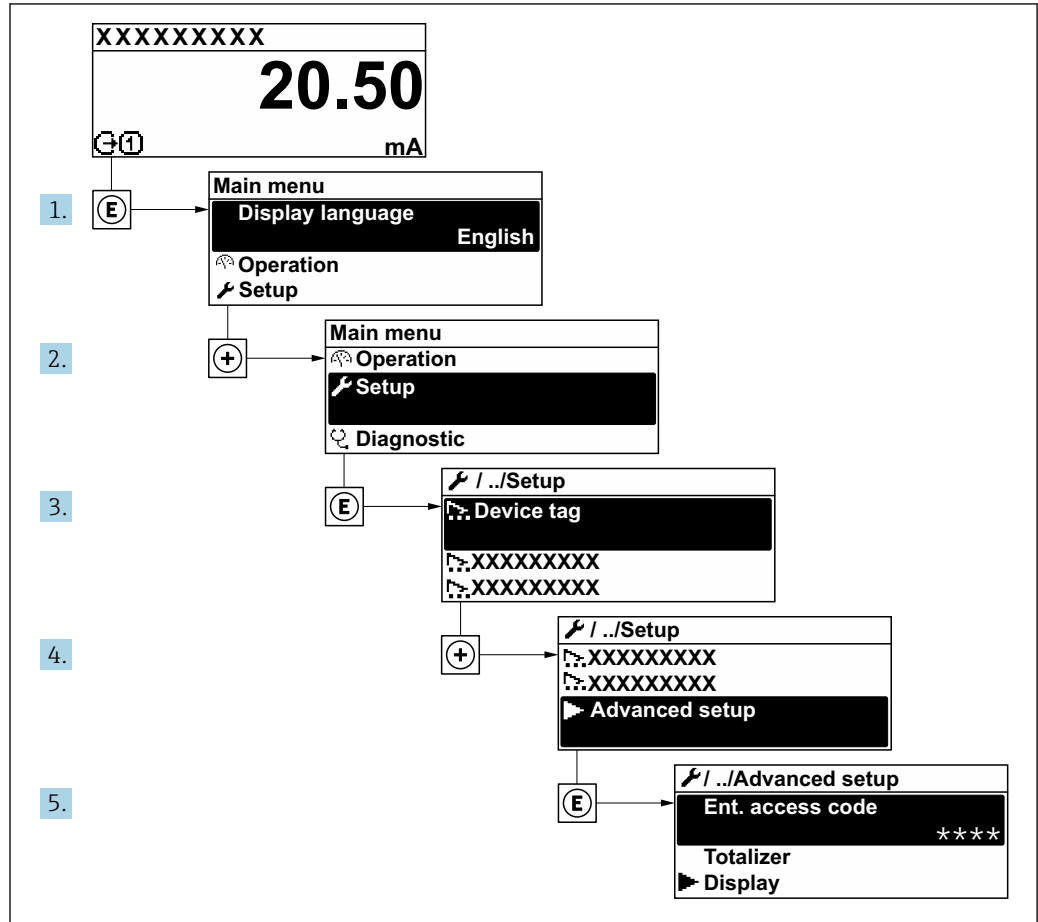 XXXXXXXXX
20.50
1
mA
1.
E
Main menu
Display language
English
Operation
Setup
2.
+
Main menu
Operation
Setup
Diagnostic
3.
E
/ ../Setup
Device tag
XXXXXXXXX
XXXXXXXXX
4.
+
/ ../Setup
XXXXXXXXX
XXXXXXXXX
Advanced setup
5.
E
/ ../Advanced setup
Ent. access code
****
Totalizer
Display